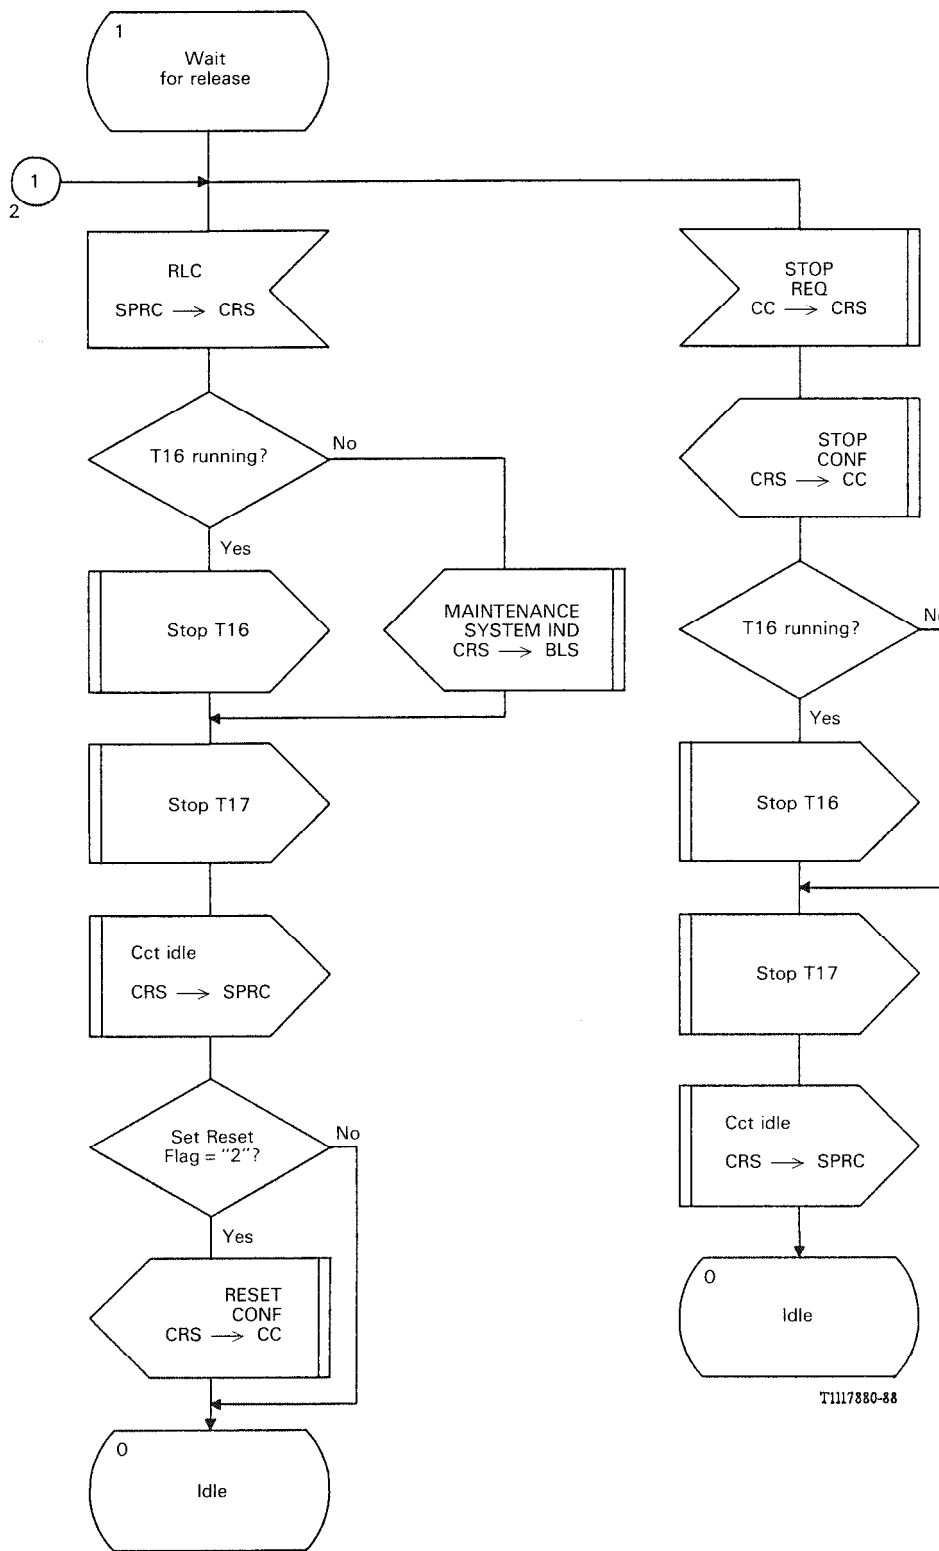 1
Wait
for release
1
2
RLC
SPRC → CRS
T16 running?
No
Yes
Stop T16
MAINTENANCE
SYSTEM IND
CRS → BLS
Stop T17
Cct idle
CRS → SPRC
Set Reset
Flag = "2"?
No
Yes
RESET
CONF
CRS → CC
0
Idle
STOP
REQ
CC → CRS
STOP
CONF
CRS → CC
T16 running?
No
Yes
Stop T16
Stop T17
Cct idle
CRS → SPRC
0
Idle
T1117880-88